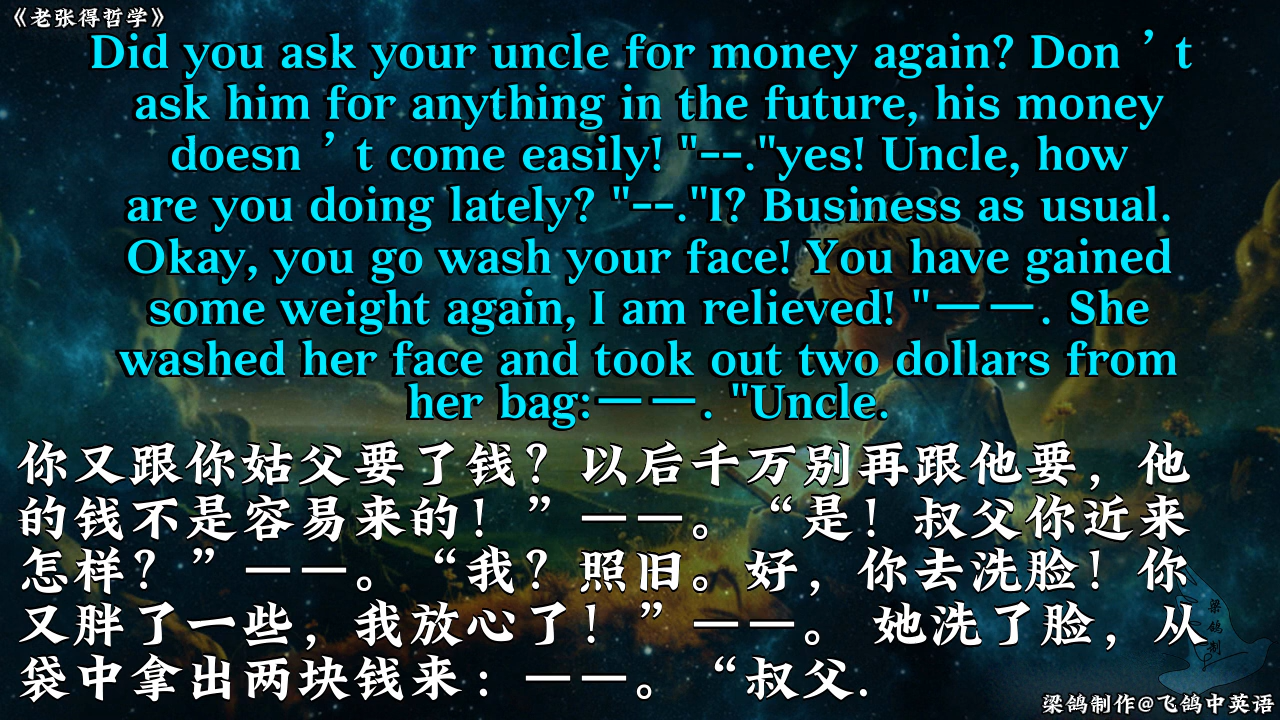 《老张得哲学》
Did you ask your uncle for money again? Don ’ t
ask him for anything in the future, his money
doesn ’ t come easily! "--."yes! Uncle, how
are you doing lately? "--."I? Business as usual.
Okay, you go wash your face! You have gained
some weight again, I am relieved! "——. She
washed her face and took out two dollars from
her bag:——. "Uncle.
你又跟你姑父要了钱？以后千万别再跟他要，他
的钱不是容易来的！”——。“是！叔父你近来
怎样？”——。“我？照旧。好，你去洗脸！你
又胖了一些，我放心了！”——。她洗了脸，从
袋中拿出两块钱来：——。“叔父.
梁鸽制
梁鸽制作@飞鸽中英语